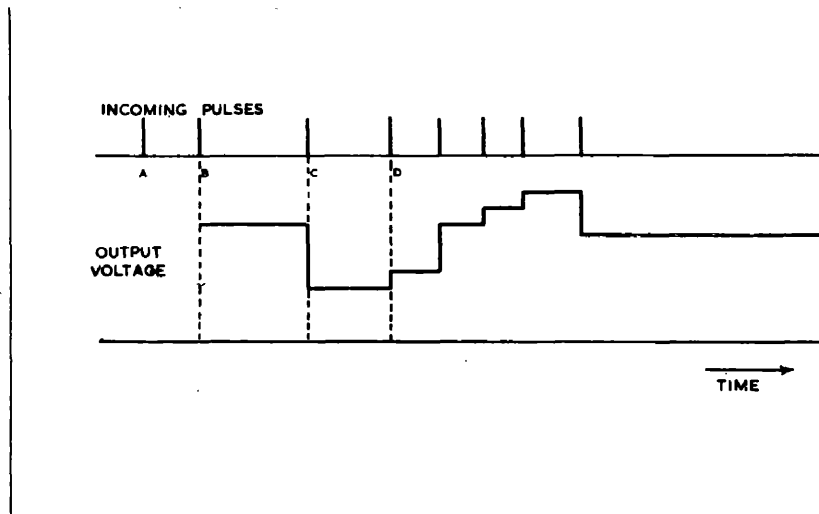 INCOMING PULSES
A B C D
OUTPUT
VOLTAGE
TIME